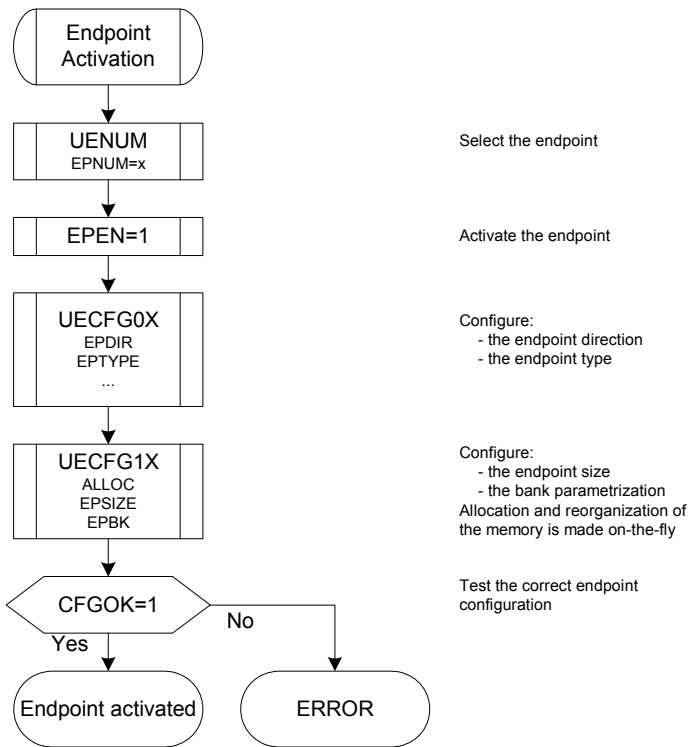 Endpoint
Activation
UENUM
EPNUM=x
Select the endpoint
EPEN=1
Activate the endpoint
UECFG0X
EPDIR
EPTYPE
...
Configure:
- the endpoint direction
- the endpoint type
UECFG1X
ALLOC
EPSIZE
EPBK
Configure:
- the endpoint size
- the bank parametrization
Allocation and reorganization of
the memory is made on-the-fly
CFGOK=1
Test the correct endpoint
configuration
No
Yes
Endpoint activated
ERROR